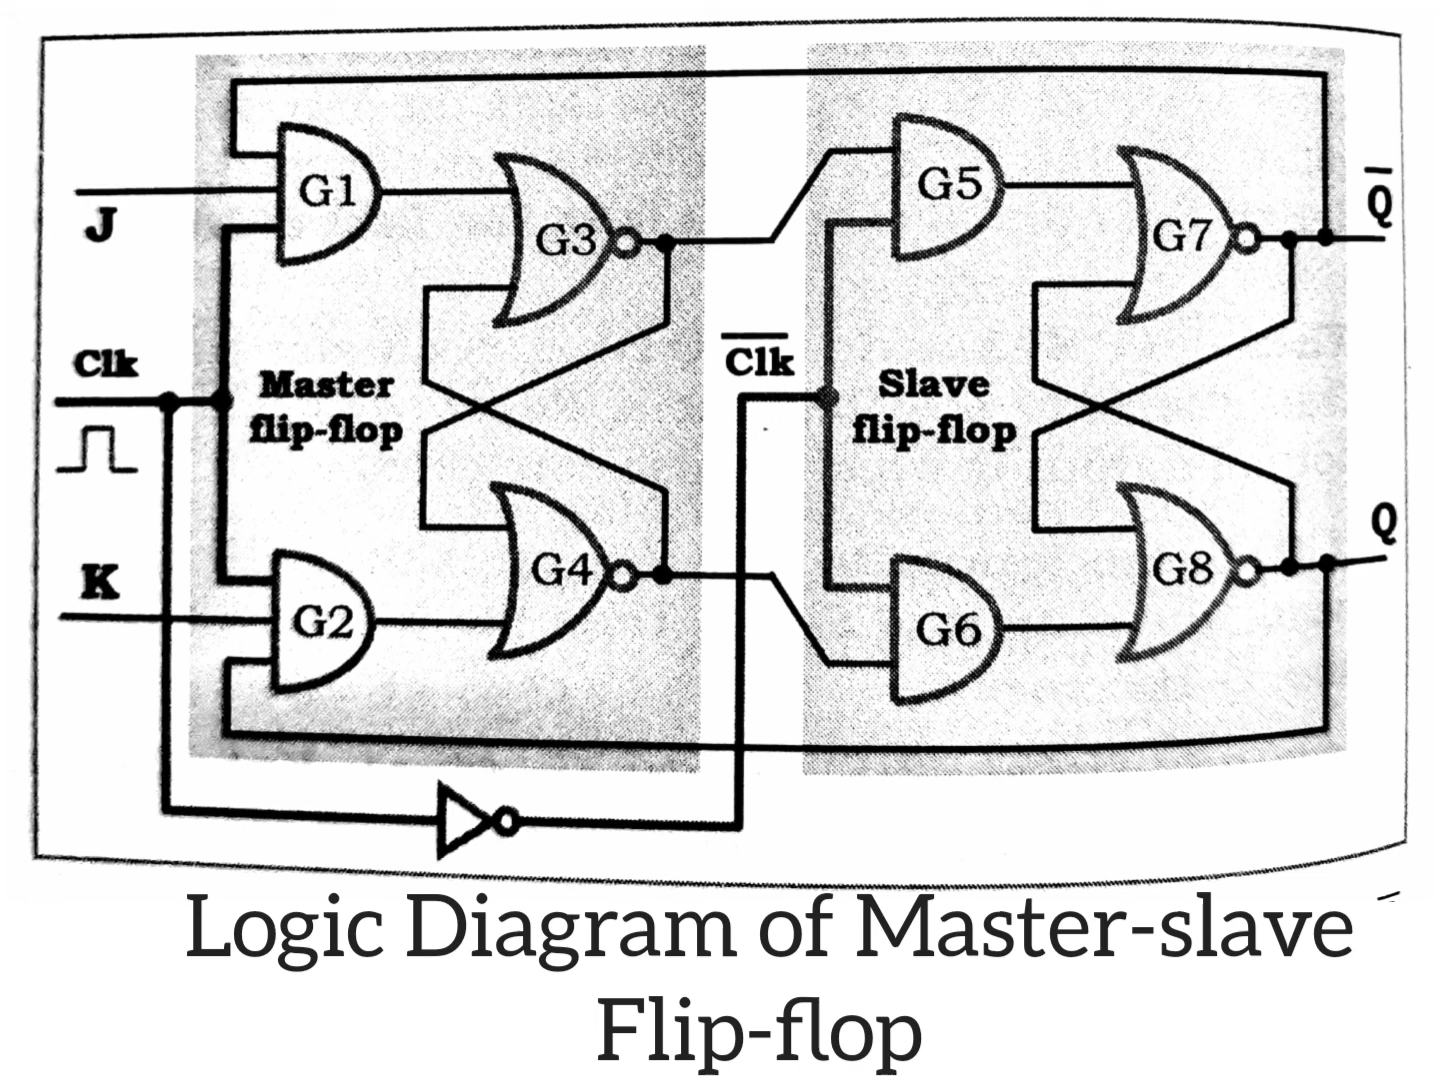 G1
J
G3
G5
G7
Q̅
Clk
Master
flip-flop
C̅l̅k̅
Slave
flip-flop
K
G2
G4
G6
G8
Q
Logic Diagram of Master-slave
Flip-flop